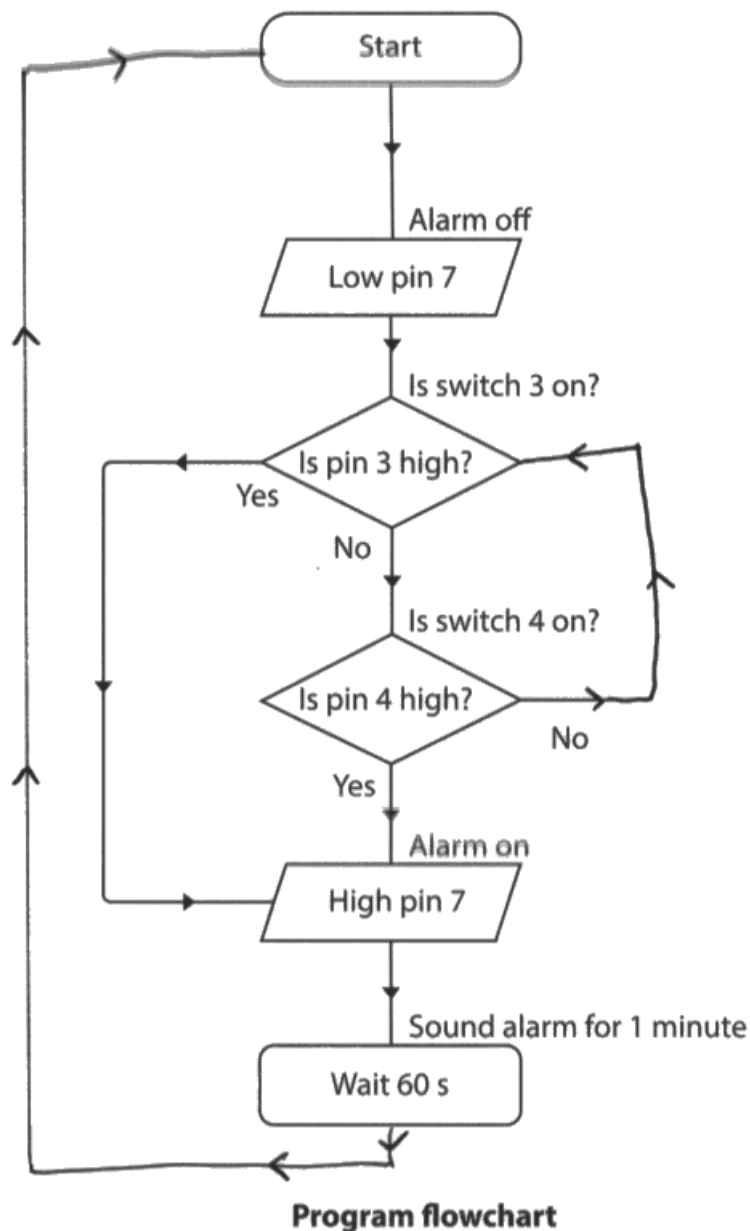 Start
Alarm off
Low pin 7
Is switch 3 on?
Is pin 3 high?
Yes
No
Is switch 4 on?
Is pin 4 high?
No
Yes
Alarm on
High pin 7
Sound alarm for 1 minute
Wait 60 s
Program flowchart